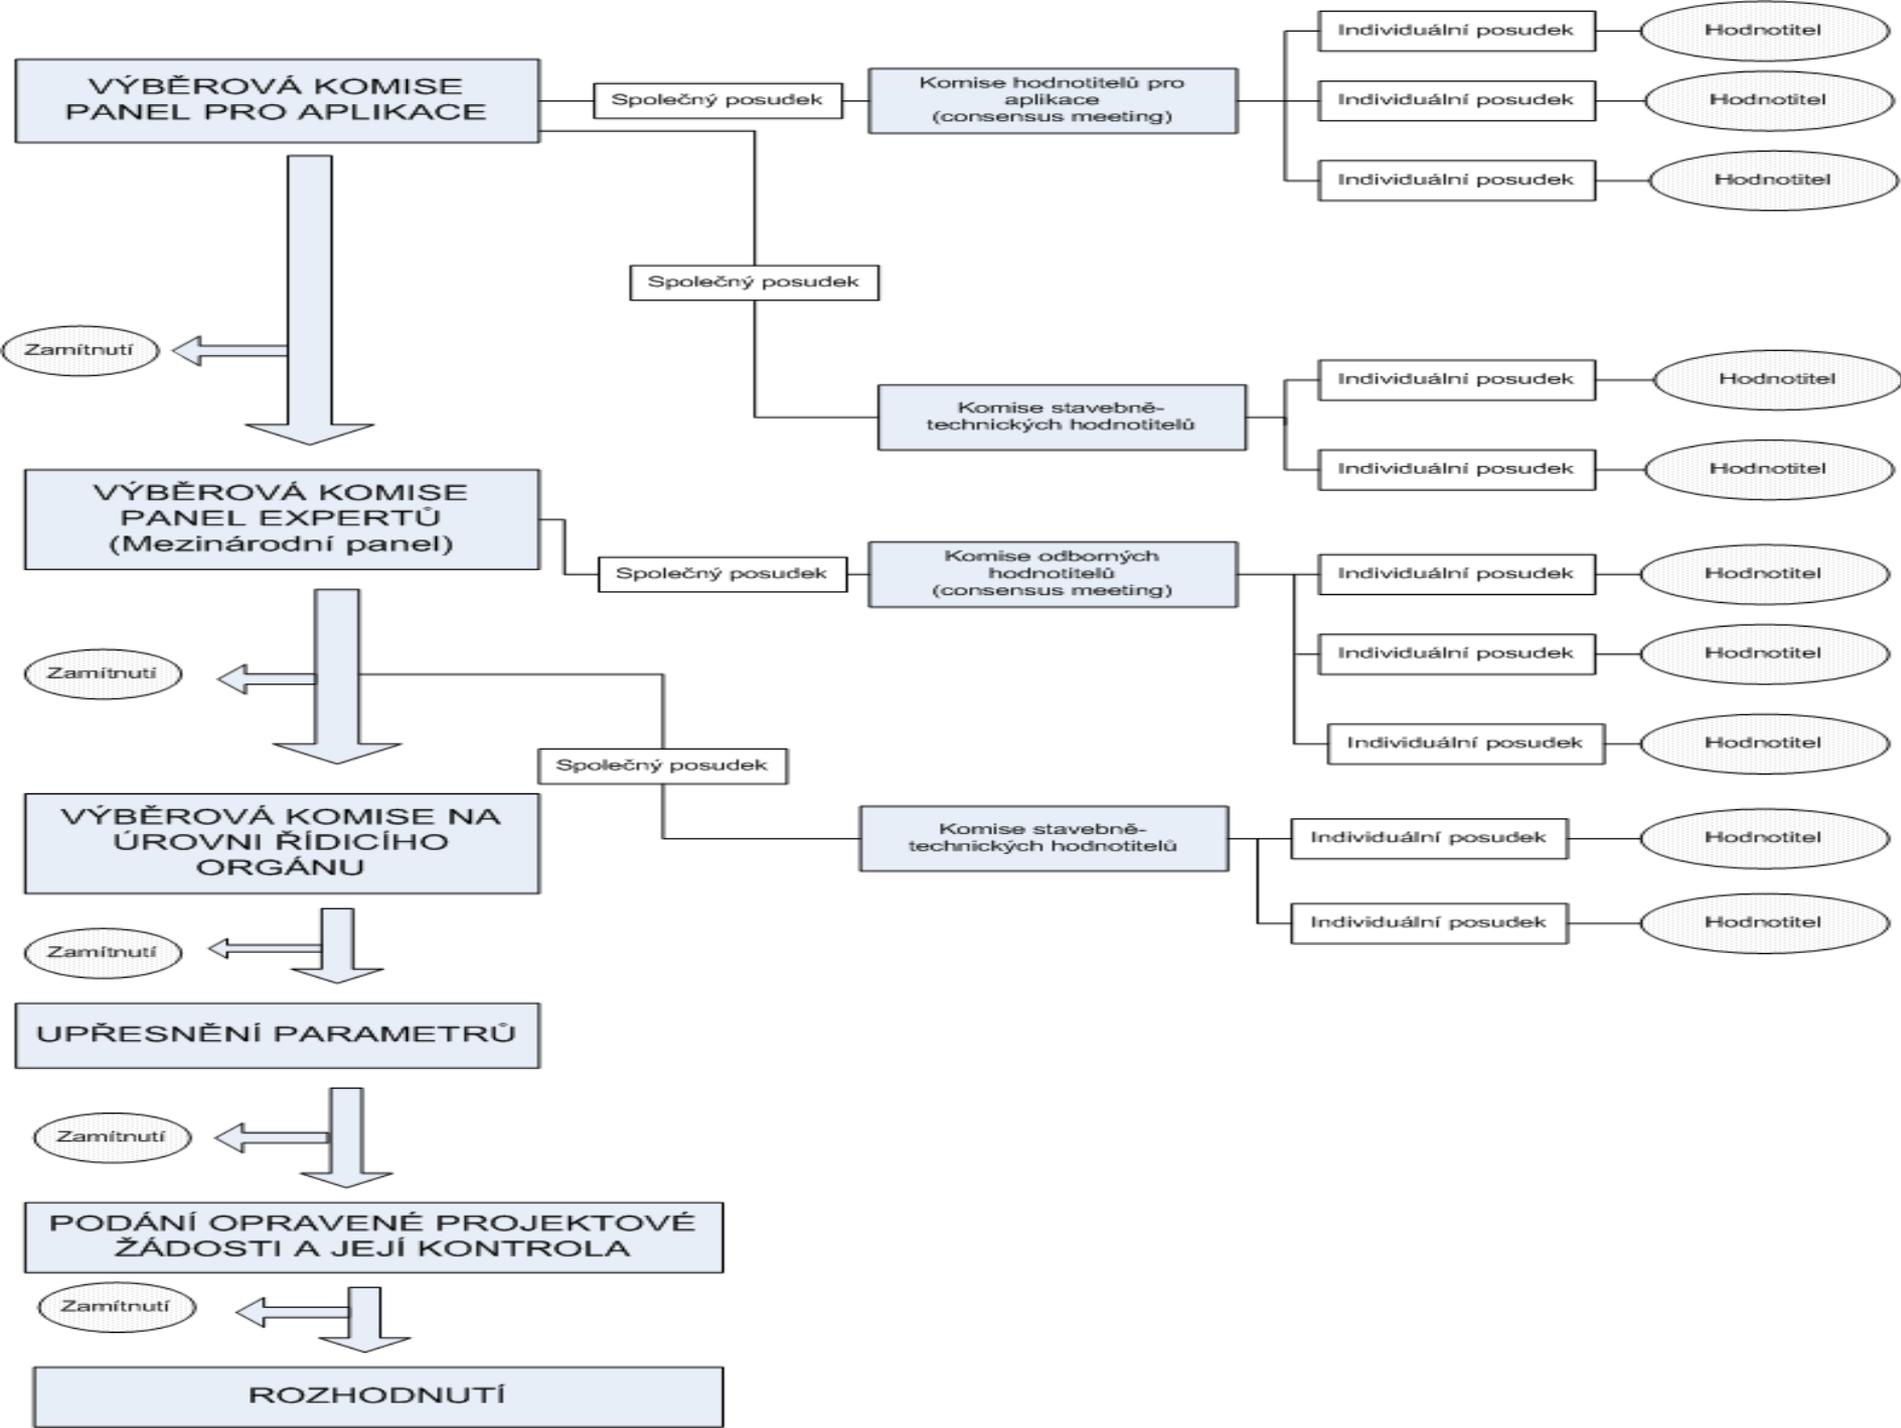 VÝBĚROVÁ KOMISE
PANEL PRO APLIKACE
Společný posudek
Komise hodnotitelů pro
aplikace
(consensus meeting)
Individuální posudek
Hodnotitel
Individuální posudek
Hodnotitel
Individuální posudek
Hodnotitel
Společný posudek
Zamítnutí
Komise stavebně-
technických hodnotitelů
Individuální posudek
Hodnotitel
Individuální posudek
Hodnotitel
VÝBĚROVÁ KOMISE
PANEL EXPERTŮ
(Mezinárodní panel)
Společný posudek
Komise odborných
hodnotitelů
(consensus meeting)
Individuální posudek
Hodnotitel
Individuální posudek
Hodnotitel
Individuální posudek
Hodnotitel
Zamítnutí
Společný posudek
Komise stavebně-
technických hodnotitelů
Individuální posudek
Hodnotitel
Individuální posudek
Hodnotitel
VÝBĚROVÁ KOMISE NA
ÚROVNI ŘÍDICÍHO
ORGÁNU
Zamítnutí
UPŘESNĚNÍ PARAMETRŮ
Zamítnutí
PODÁNÍ OPRAVENÉ PROJEKTOVÉ
ŽÁDOSTI A JEJÍ KONTROLA
Zamítnutí
ROZHODNUTÍ